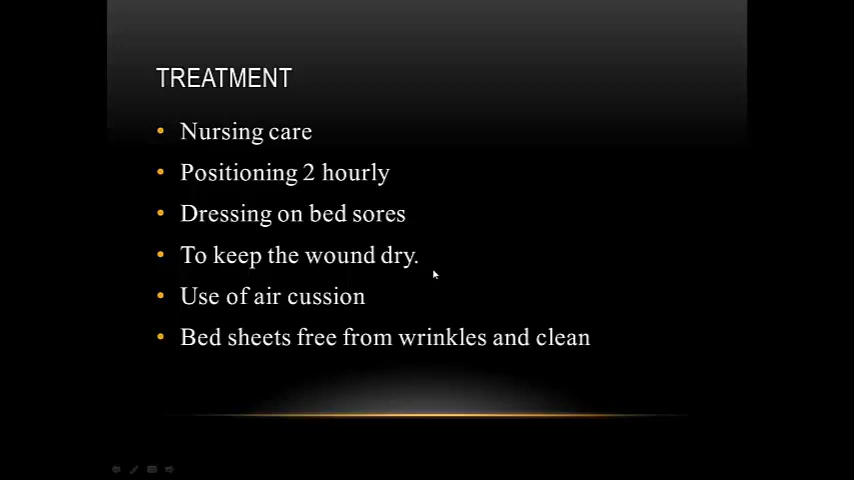 TREATMENT
• Nursing care
• Positioning 2 hourly
• Dressing on bed sores
• To keep the wound dry.
• Use of air cussion
• Bed sheets free from wrinkles and clean